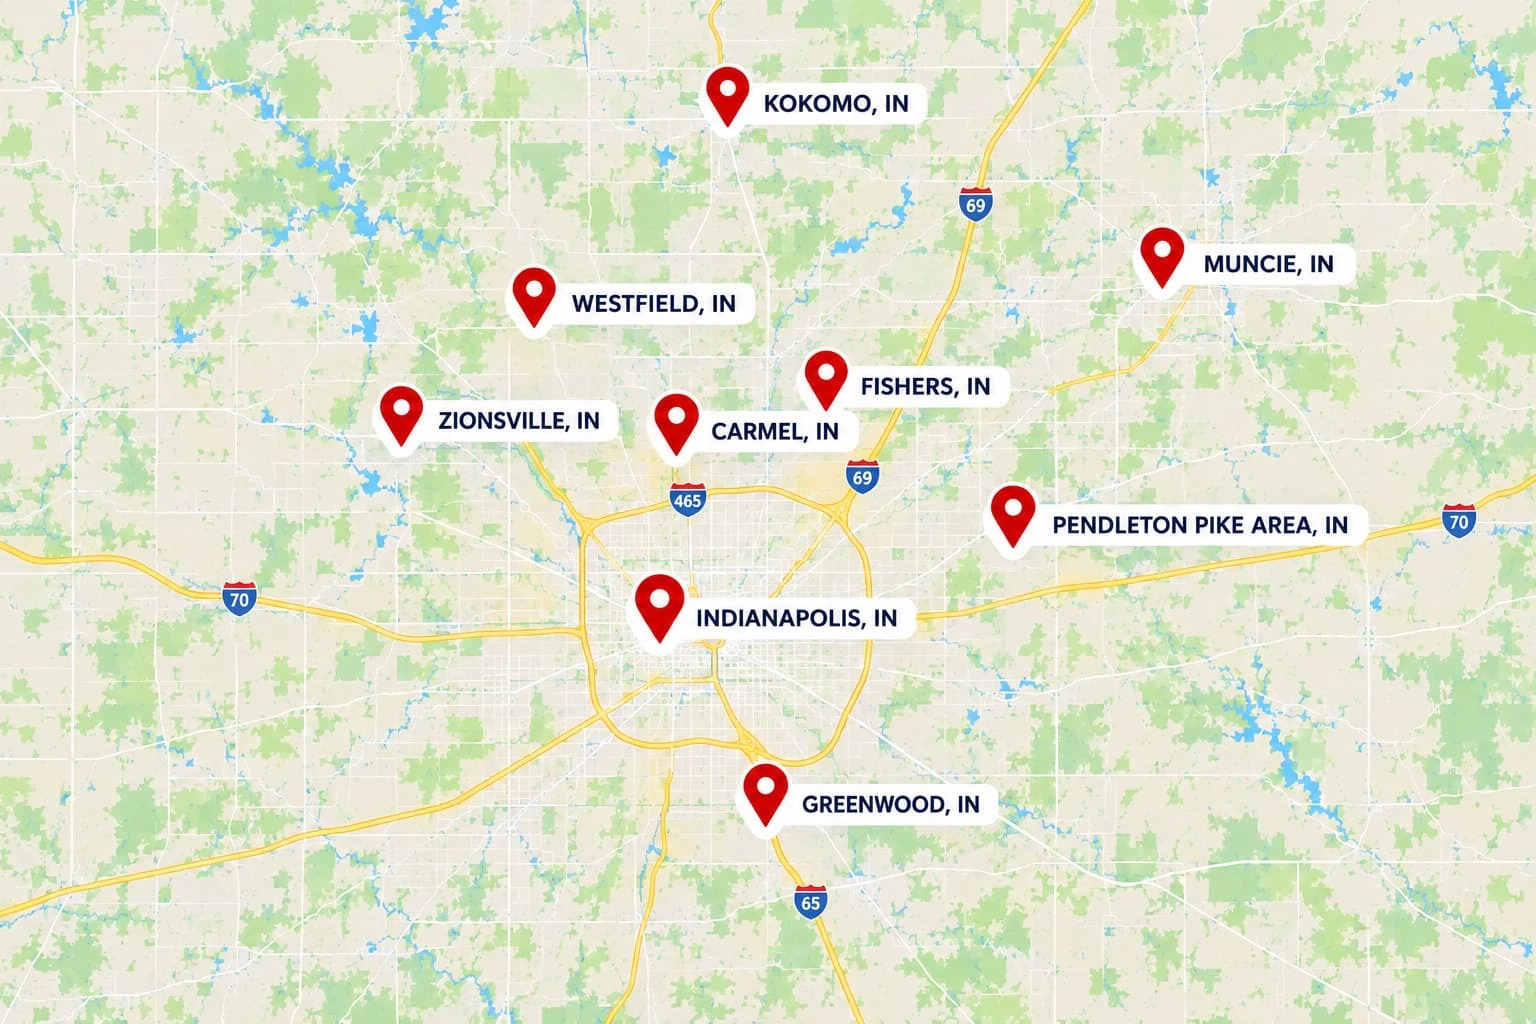 KOKOMO, IN
69
MUNCIE, IN
WESTFIELD, IN
FISHERS, IN
ZIONSVILLE, IN
CARMEL, IN
69
465
PENDLETON PIKE AREA, IN
70
70
INDIANAPOLIS, IN
GREENWOOD, IN
65